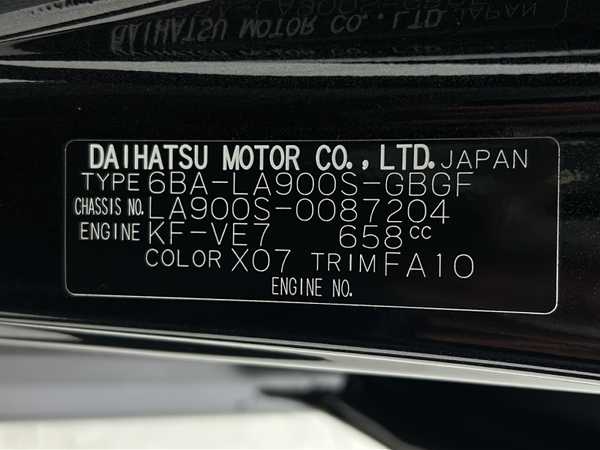 DAIHATSU MOTOR CO., LTD. JAPAN
TYPE 6BA-LA900S-GBGF
CHASSIS NO. LA900S-0087204
ENGINE KF-VE7 658cc
COLOR X07 TRIM FA10
ENGINE NO.